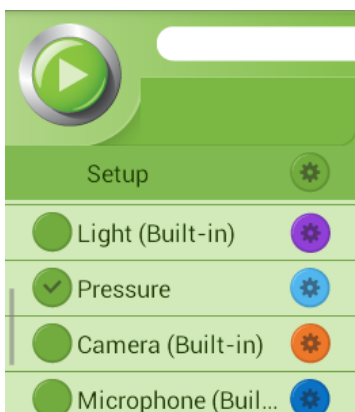 Setup
Light (Built-in)
Pressure
Camera (Built-in)
Microphone (Buil...